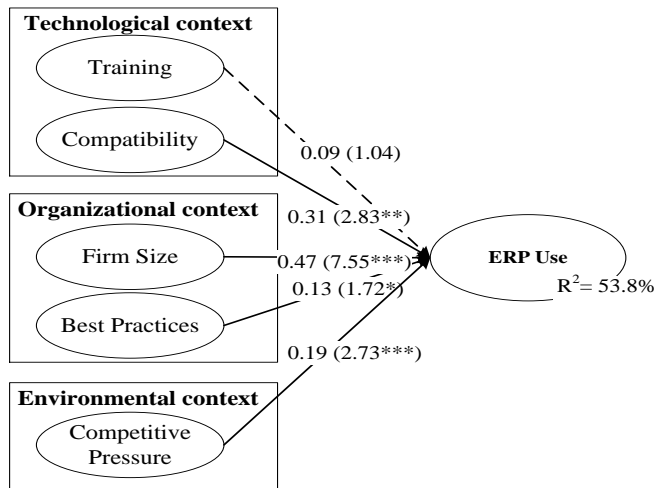 Technological context
Training
Compatibility
0.09 (1.04)
0.31 (2.83**)
Organizational context
Firm Size
0.47 (7.55***)
Best Practices
0.13 (1.72*)
ERP Use
R²= 53.8%
0.19 (2.73***)
Environmental context
Competitive
Pressure